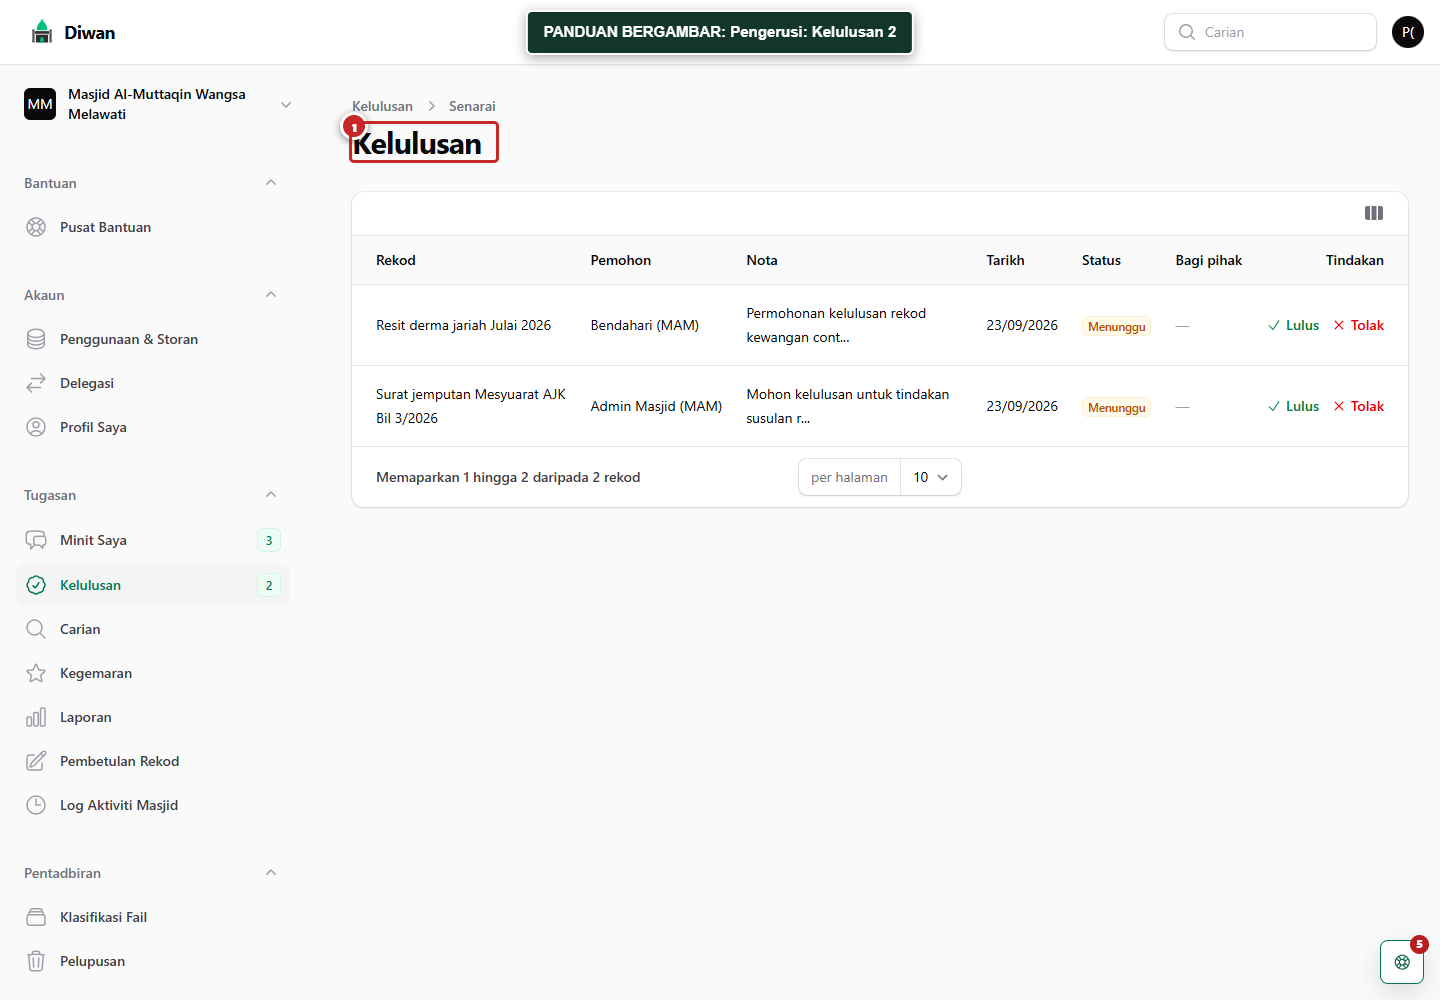 Diwan
PANDUAN BERGAMBAR: Pengerusi: Kelulusan 2
Carian
P(
MM
Masjid Al-Muttaqin Wangsa
Melawati
Kelulusan
Senarai
1
Kelulusan
Bantuan
Pusat Bantuan
Akaun
Penggunaan & Storan
Delegasi
Profil Saya
Tugasan
Minit Saya
3
Kelulusan
2
Carian
Kegemaran
Laporan
Pembetulan Rekod
Log Aktiviti Masjid
Pentadbiran
Klasifikasi Fail
Pelupusan
Rekod
Pemohon
Nota
Tarikh
Status
Bagi pihak
Tindakan
Resit derma jariah Julai 2026
Bendahari (MAM)
Permohonan kelulusan rekod
kewangan cont...
23/09/2026
Menunggu
—
Lulus
Tolak
Surat jemputan Mesyuarat AJK
Bil 3/2026
Admin Masjid (MAM)
Mohon kelulusan untuk tindakan
susulan r...
23/09/2026
Menunggu
—
Lulus
Tolak
Memaparkan 1 hingga 2 daripada 2 rekod
per halaman
10
5